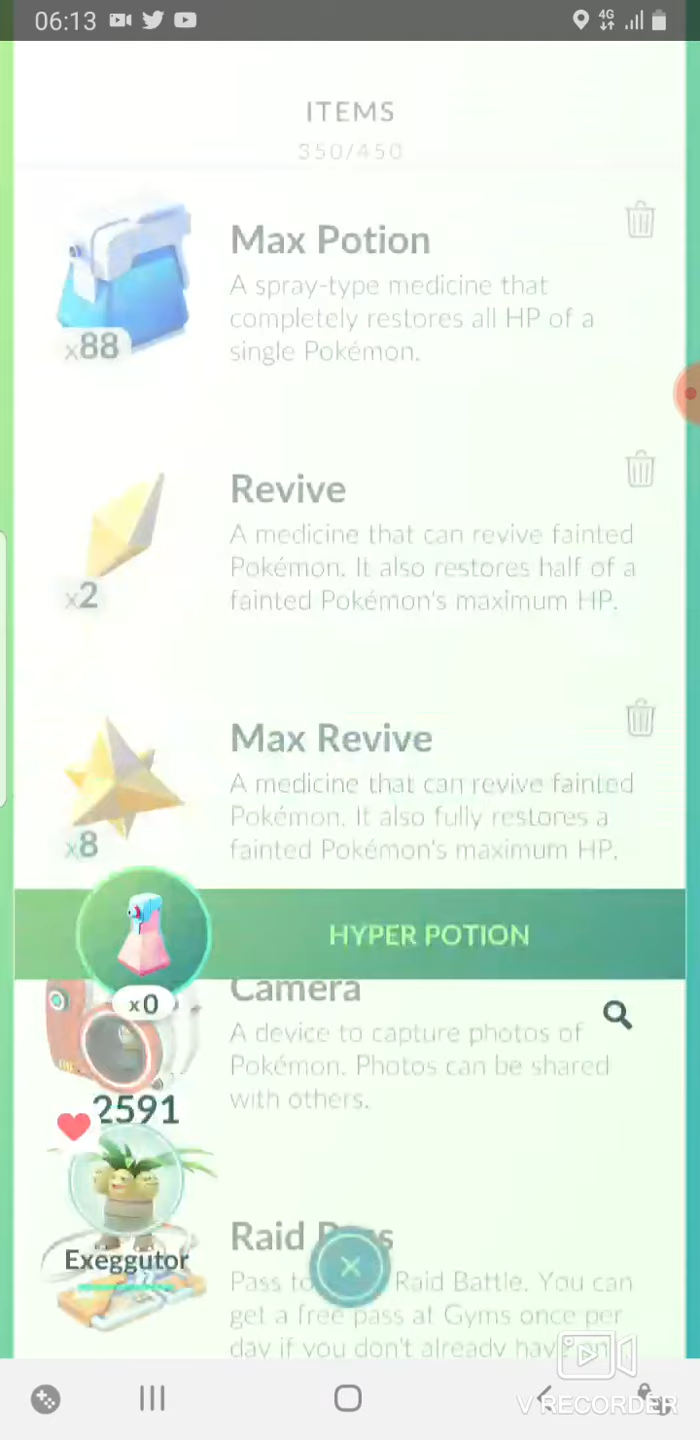 06:13
4G
ITEMS
350/450
Max Potion
A spray-type medicine that
completely restores all HP of a
single Pokémon.
x88
Revive
A medicine that can revive fainted
Pokémon. It also restores half of a
fainted Pokémon's maximum HP.
x2
Max Revive
A medicine that can revive fainted
Pokémon. It also fully restores a
fainted Pokémon's maximum HP.
x8
HYPER POTION
x0
Camera
A device to capture photos of
Pokémon. Photos can be shared
with others.
2591
Exeggutor
Raid
Pass to Raid Battle. You can
get a free pass at Gyms once per
day if you don't already have an
V RECORDER